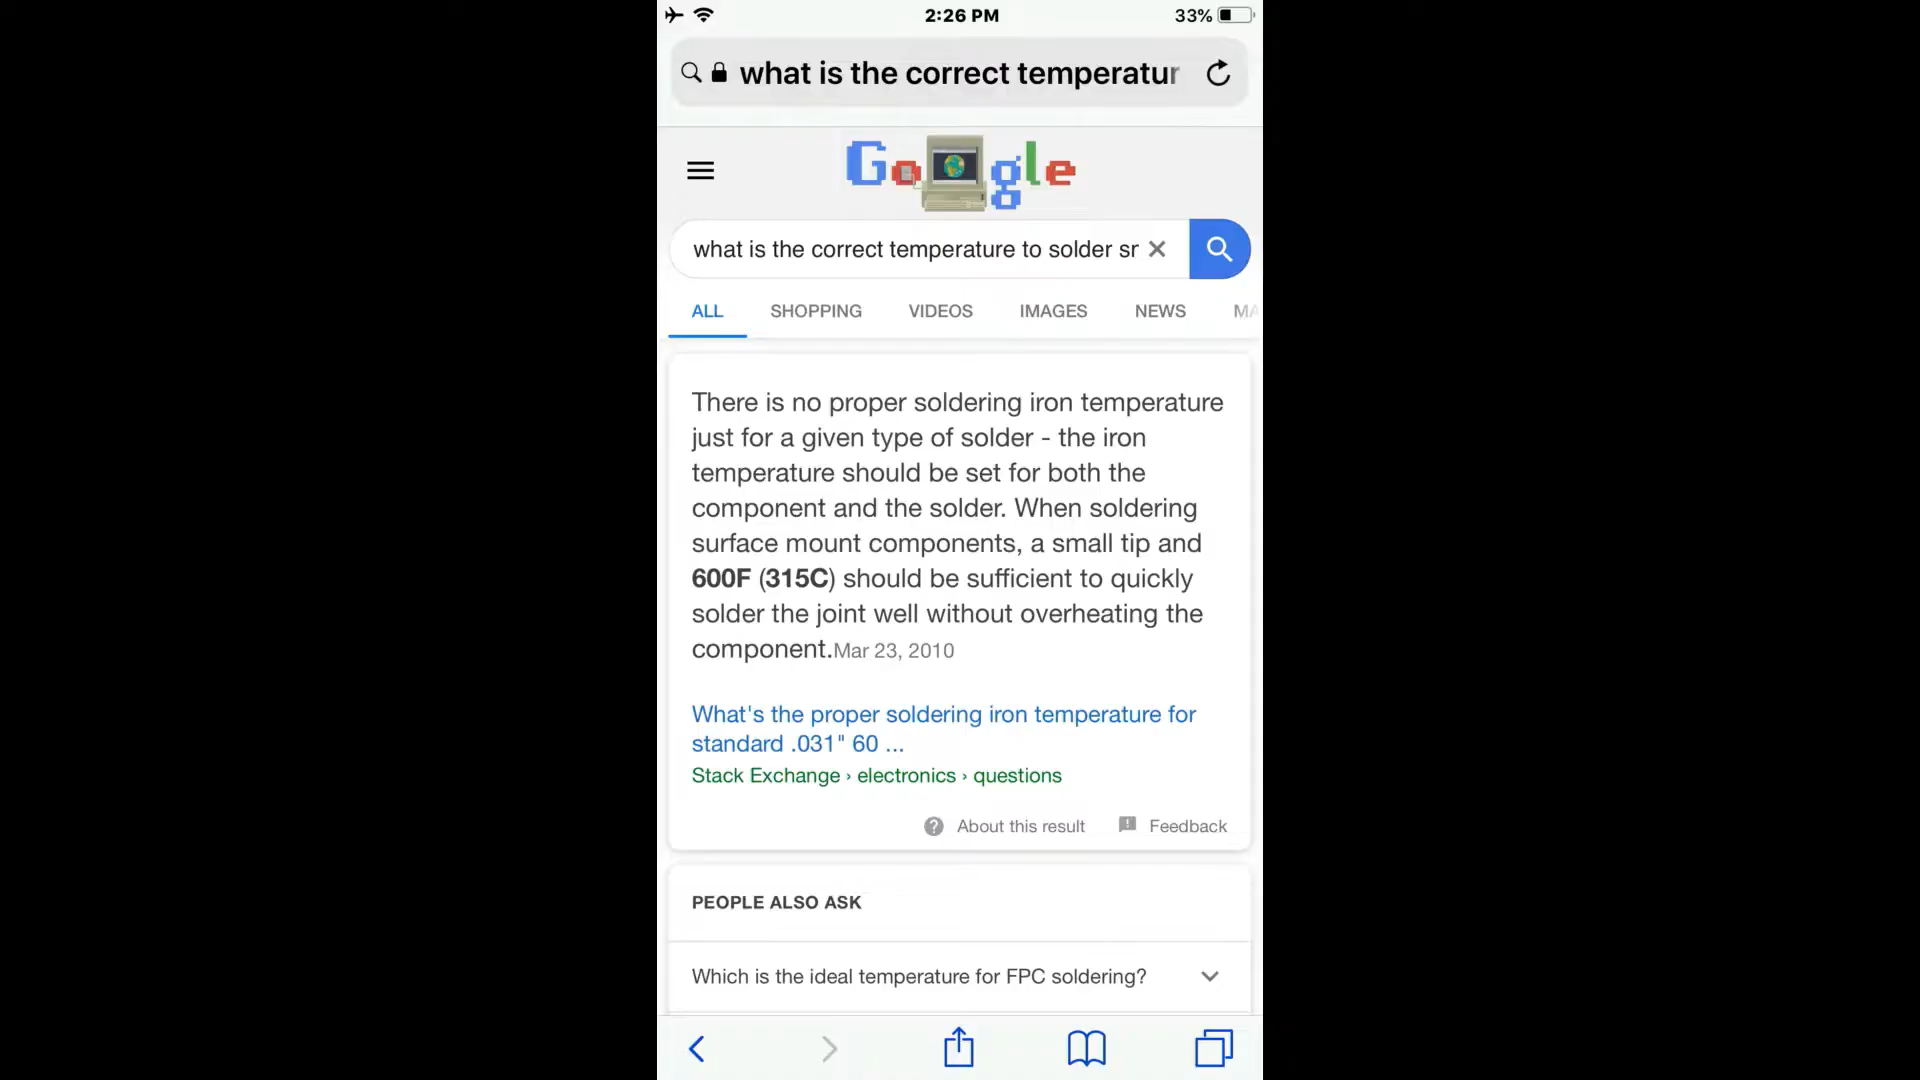 2:26 PM
33%
what is the correct temperatur
Google
what is the correct temperature to solder sr
ALL SHOPPING VIDEOS IMAGES NEWS MA
There is no proper soldering iron temperature
just for a given type of solder - the iron
temperature should be set for both the
component and the solder. When soldering
surface mount components, a small tip and
600F (315C) should be sufficient to quickly
solder the joint well without overheating the
component. Mar 23, 2010
What's the proper soldering iron temperature for
standard .031" 60 ...
Stack Exchange › electronics › questions
About this result Feedback
PEOPLE ALSO ASK
Which is the ideal temperature for FPC soldering?